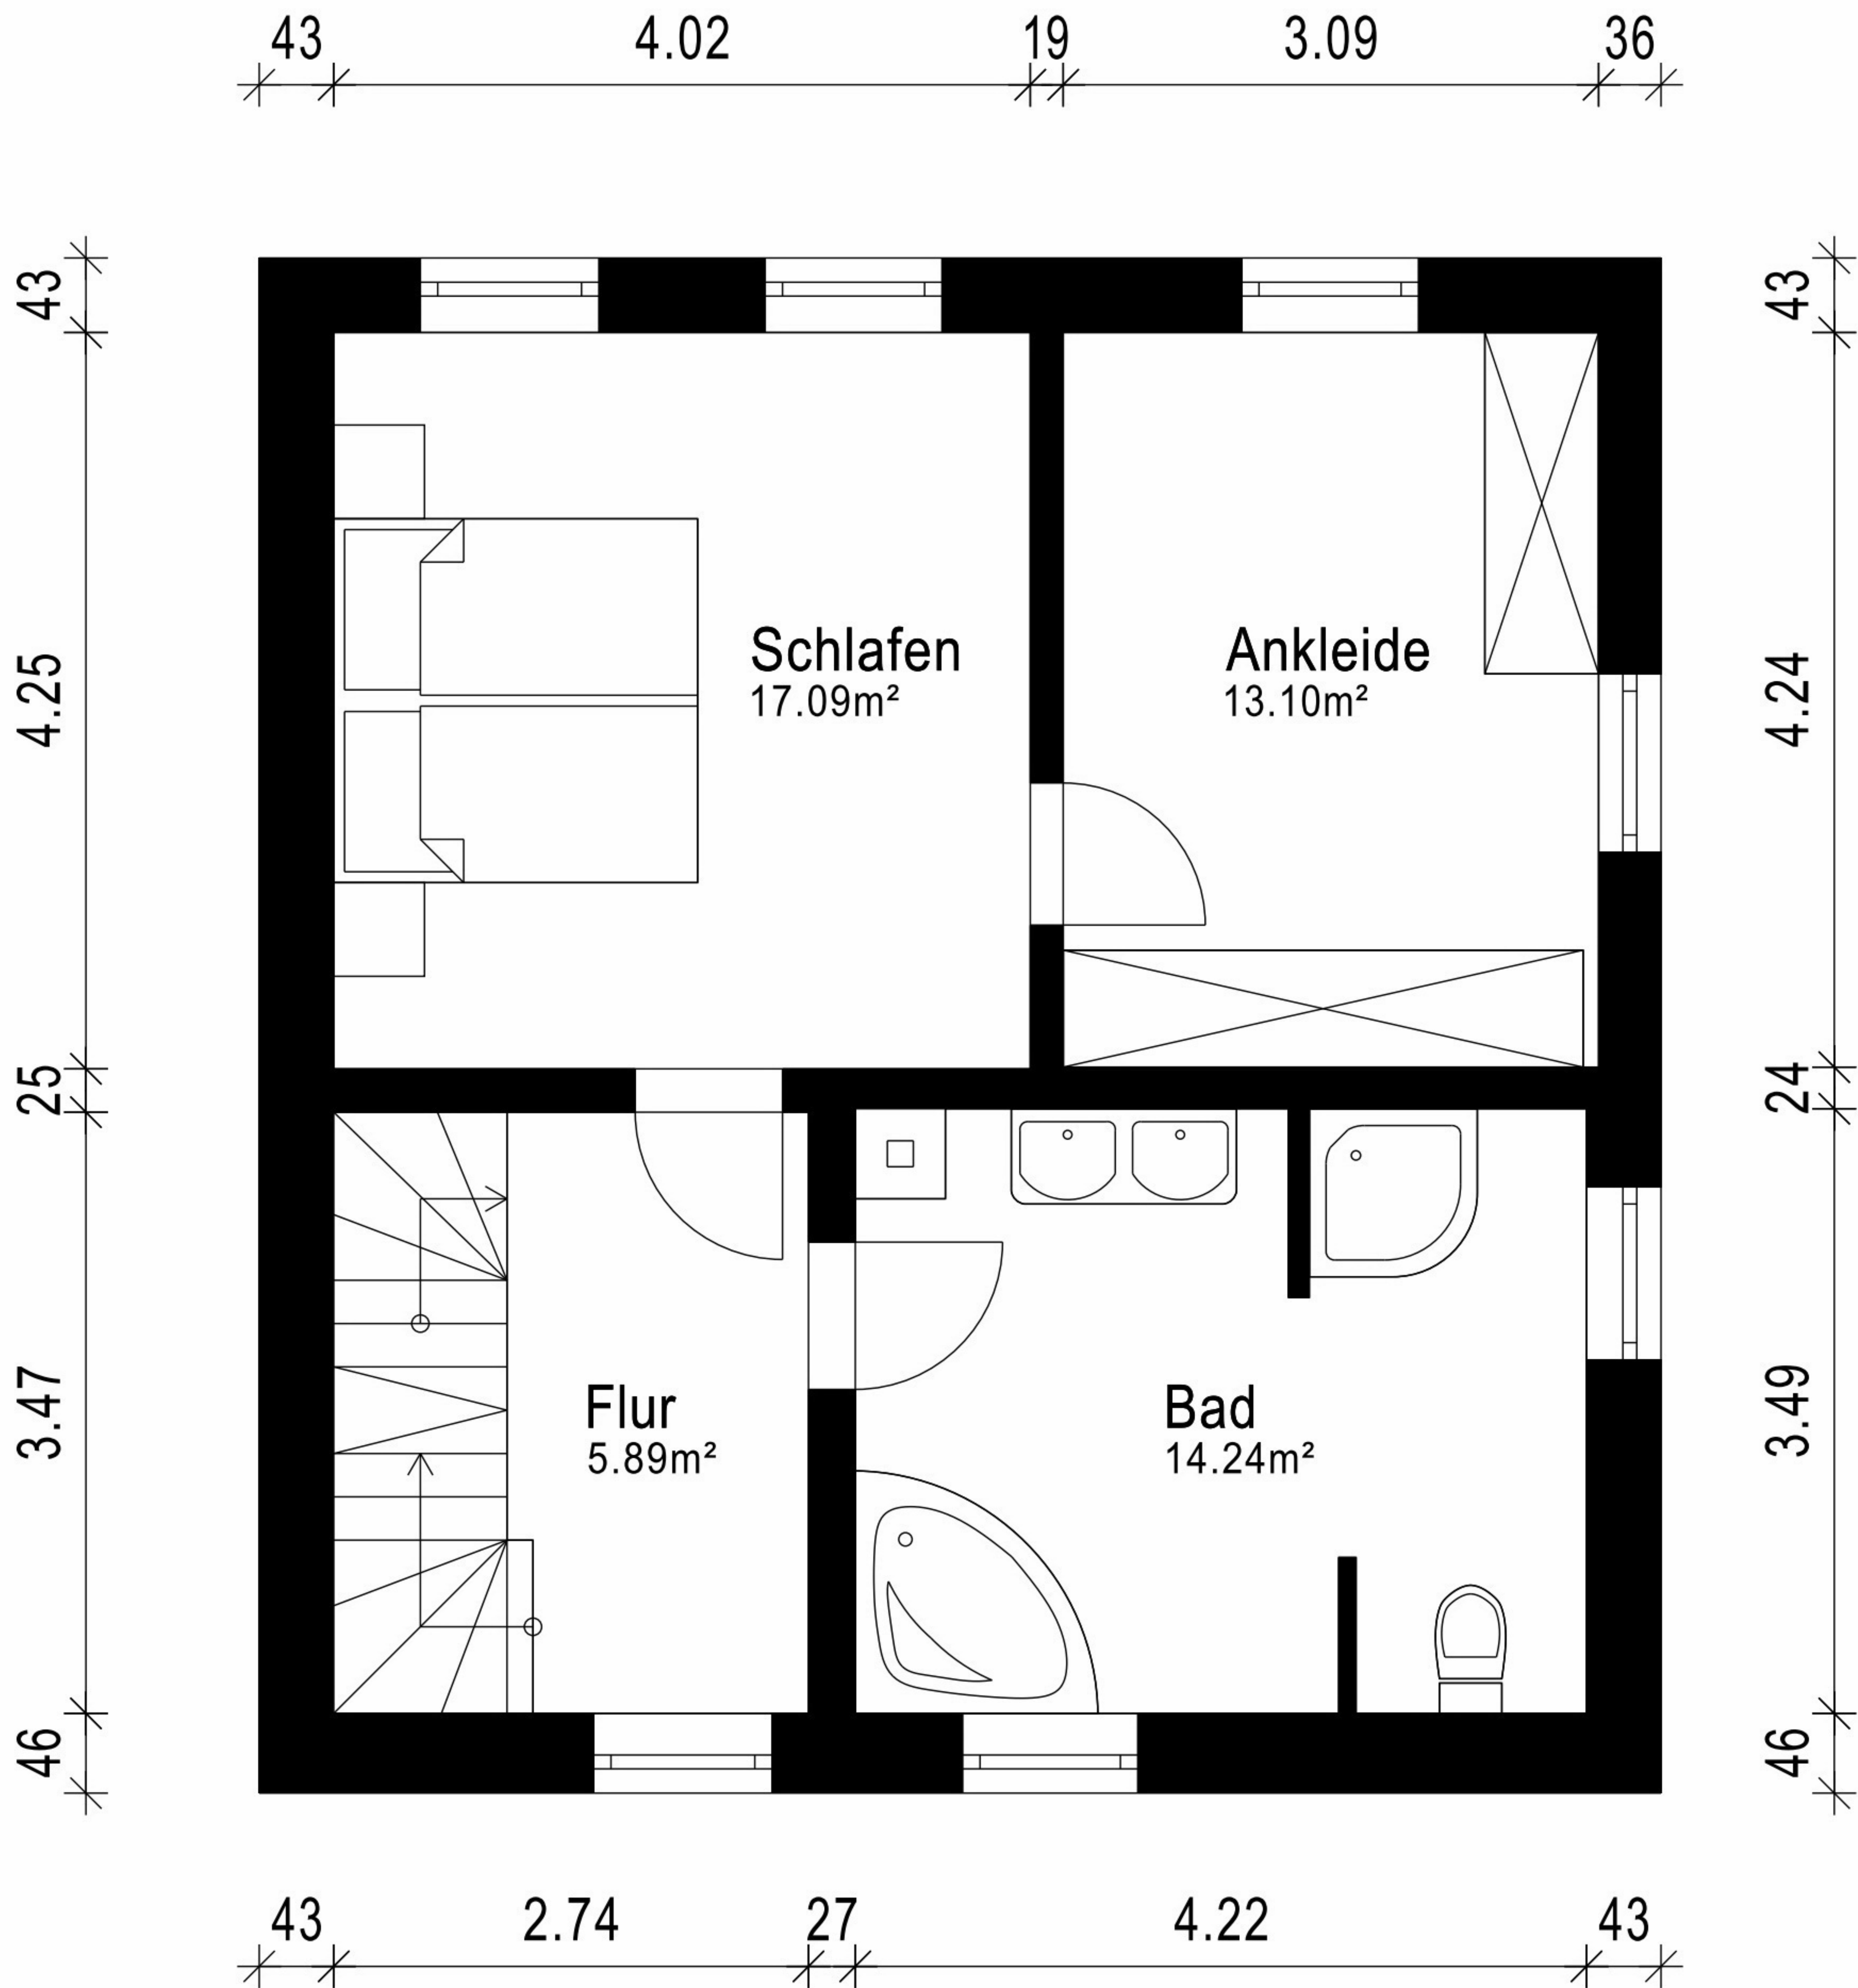 43 4.02 19 3.09 36
43
43
4.25
4.24
Schlafen
17.09m²
Ankleide
13.10m²
25
24
3.47
3.49
Flur
5.89m²
Bad
14.24m²
46
46
43 2.74 27 4.22 43